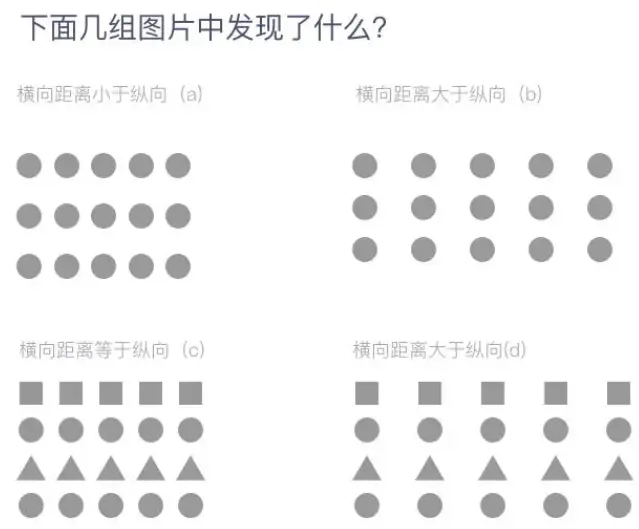 下面几组图片中发现了什么?
横向距离小于纵向 (a)
横向距离大于纵向 (b)
横向距离等于纵向 (c)
横向距离大于纵向(d)